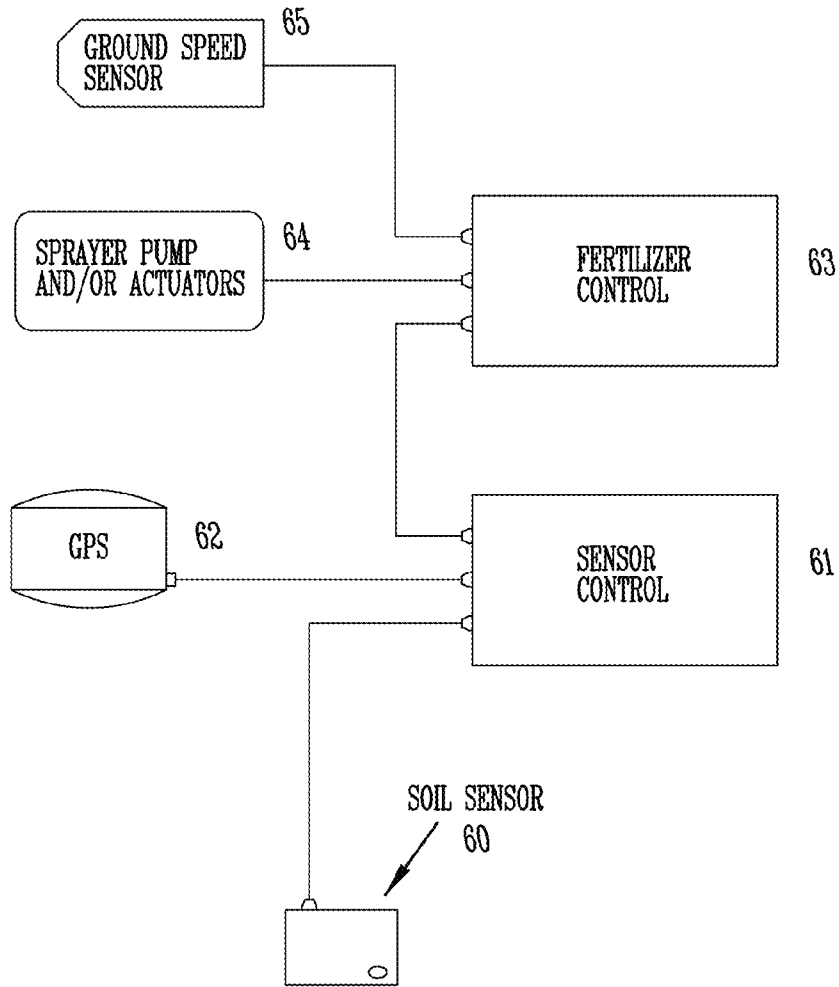 65
GROUND SPEED
SENSOR
64
SPRAYER PUMP
AND/OR ACTUATORS
FERTILIZER
CONTROL
63
62
GPS
SENSOR
CONTROL
61
SOIL SENSOR
60